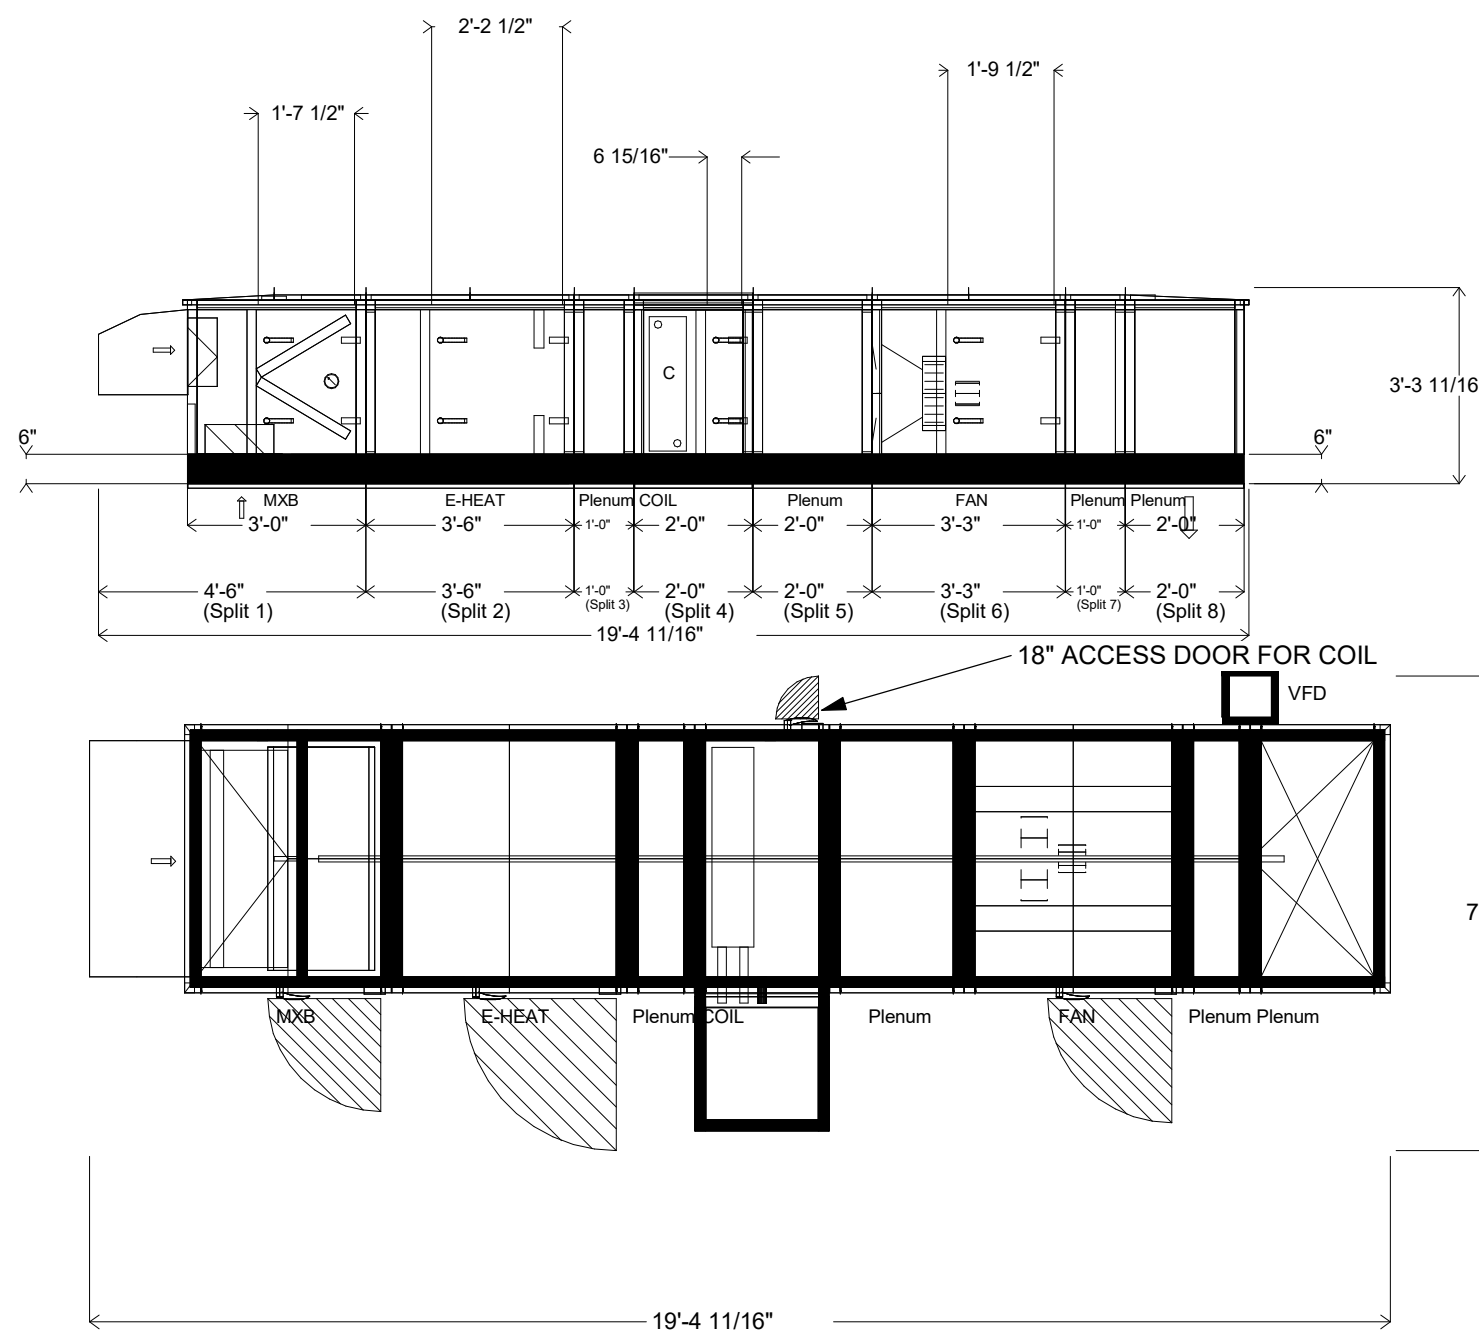 2'-2 1/2"
1'-9 1/2"
1'-7 1/2"
6 15/16"
C
3'-3 11/16
6" 6"
MXB E-HEAT Plenum COIL Plenum FAN Plenum Plenum
3'-0" 3'-6" 1'-0" 2'-0" 2'-0" 3'-3" 1'-0" 2'-0"
4'-6" 3'-6" 1'-0" 2'-0" 2'-0" 3'-3" 1'-0" 2'-0"
(Split 1) (Split 2) (Split 3) (Split 4) (Split 5) (Split 6) (Split 7) (Split 8)
19'-4 11/16"
18" ACCESS DOOR FOR COIL
VFD
7
MXB E-HEAT Plenum COIL Plenum FAN Plenum Plenum
19'-4 11/16"